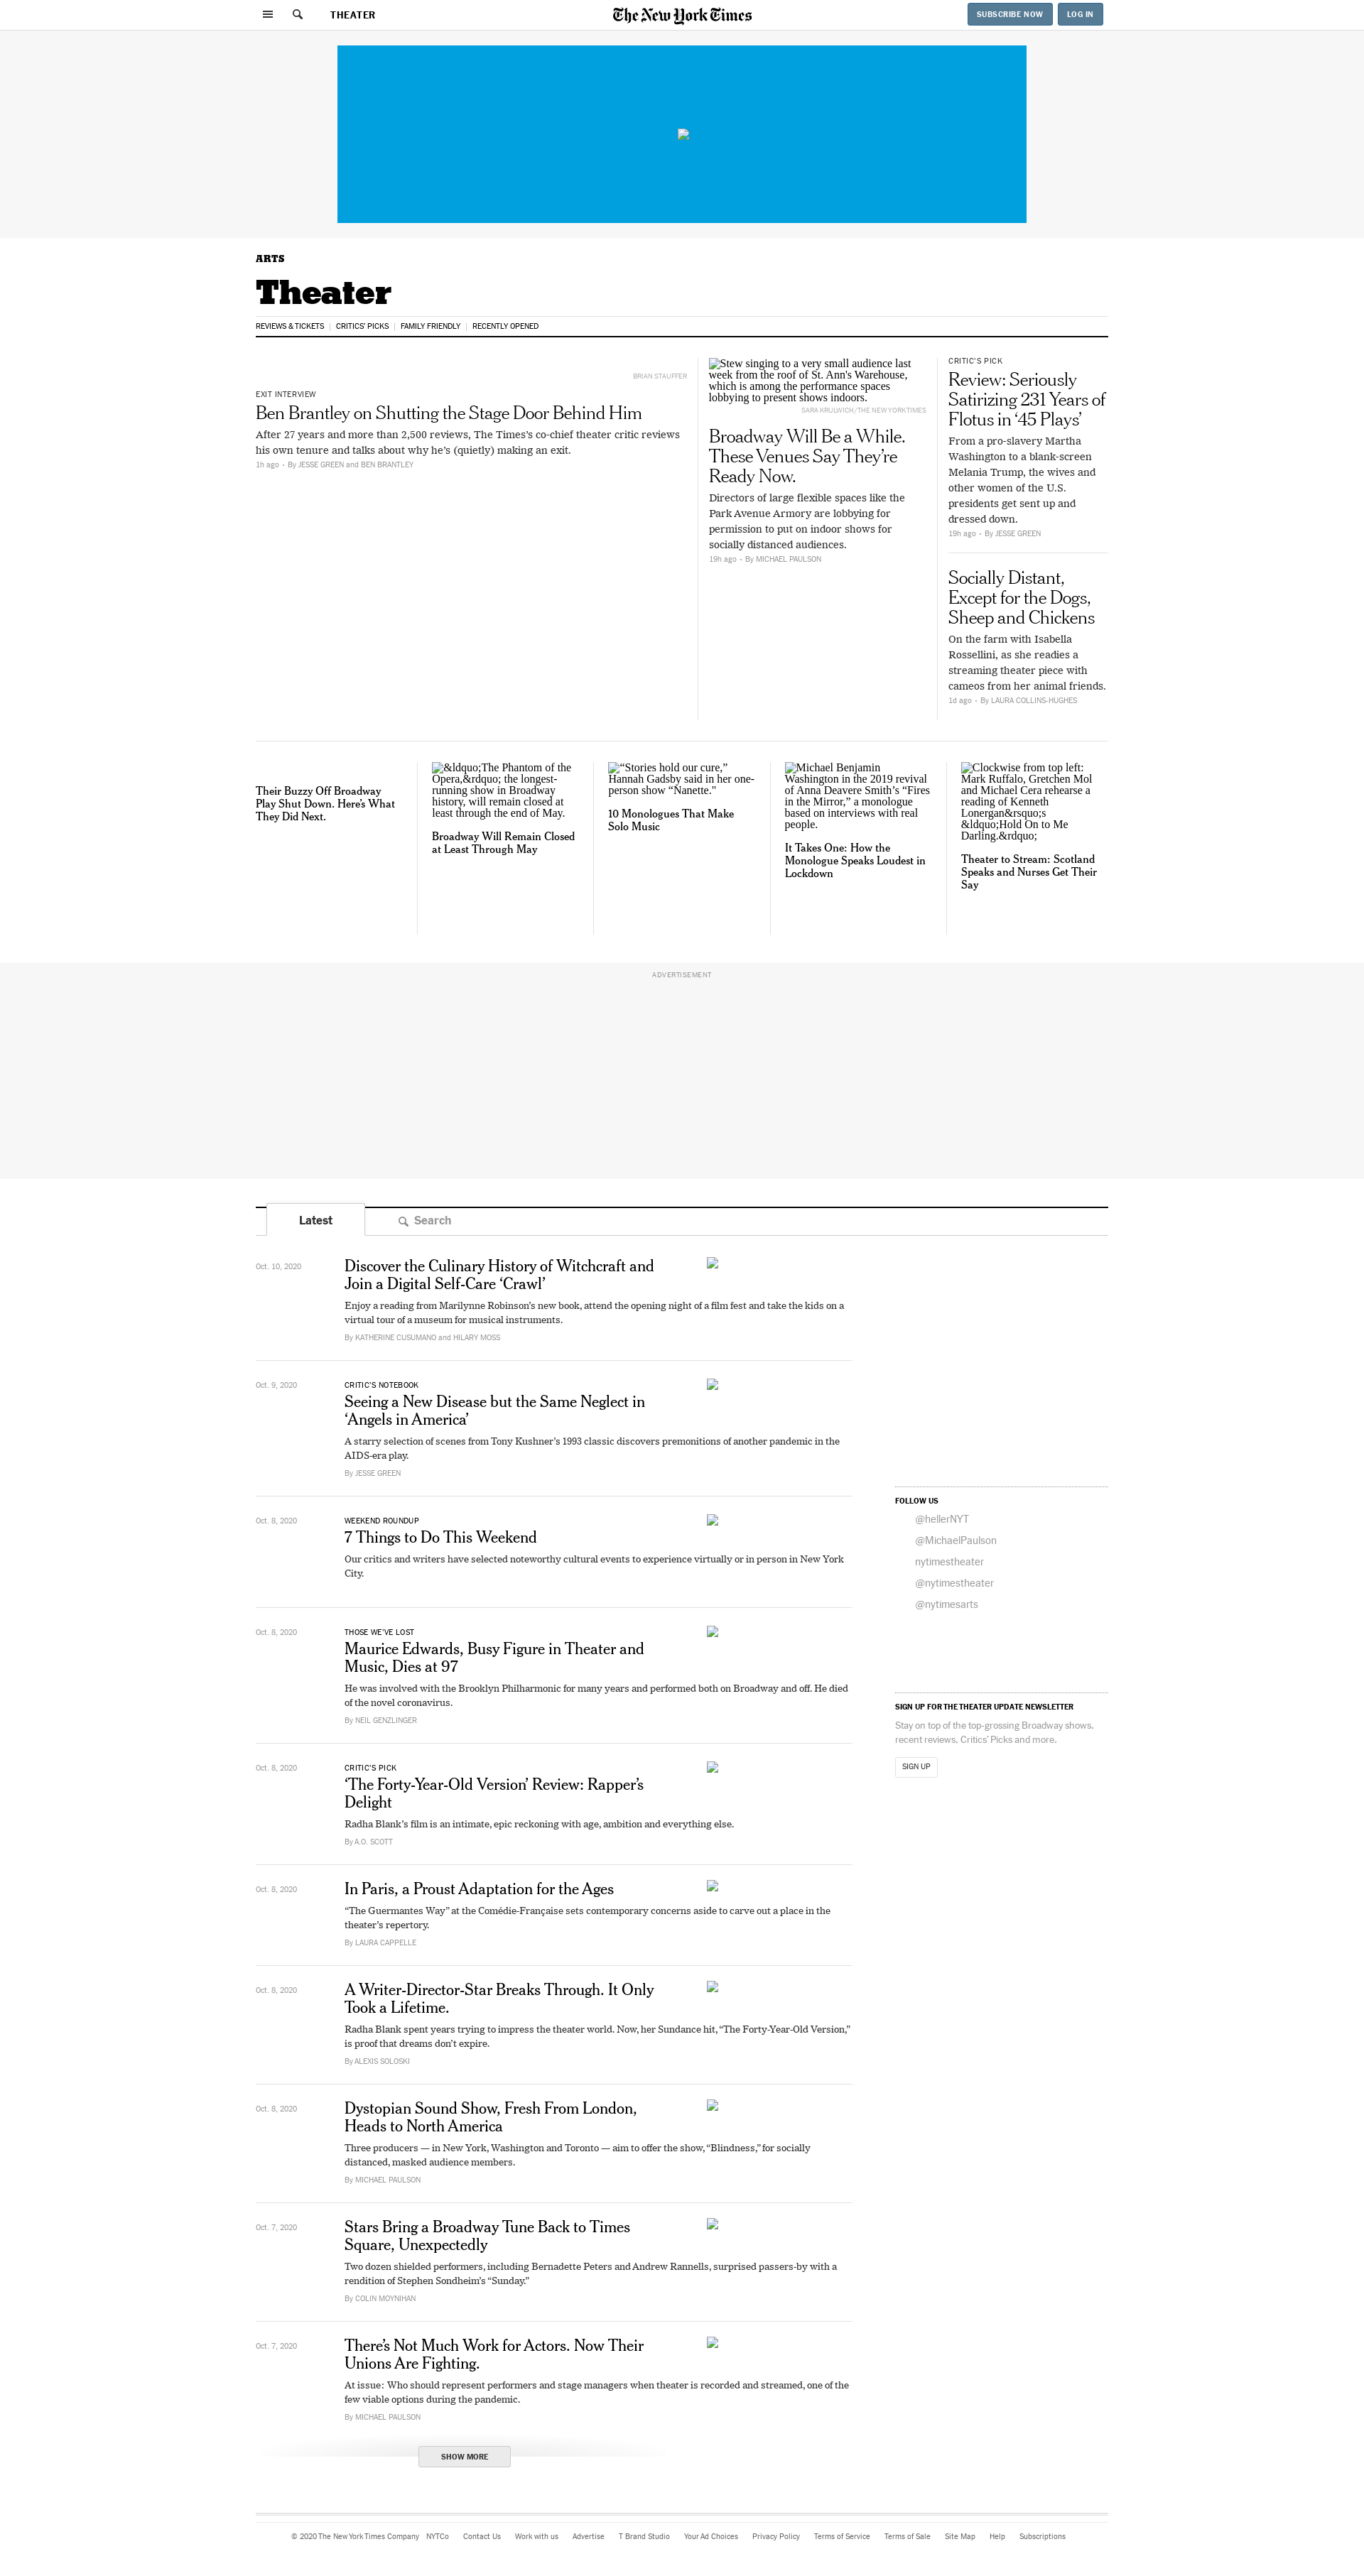 THEATER
The New York Times
SUBSCRIBE NOW
LOG IN
ARTS
Theater
REVIEWS & TICKETS
CRITICS' PICKS
FAMILY FRIENDLY
RECENTLY OPENED
BRIAN STAUFFER
EXIT INTERVIEW
Ben Brantley on Shutting the Stage Door Behind Him
After 27 years and more than 2,500 reviews, The Times’s co-chief theater critic reviews
his own tenure and talks about why he’s (quietly) making an exit.
1h ago • By JESSE GREEN and BEN BRANTLEY
Stew singing to a very small audience last
week from the roof of St. Ann's Warehouse,
which is among the performance spaces
lobbying to present shows indoors.
SARA KRULWICH/THE NEW YORK TIMES
Broadway Will Be a While.
These Venues Say They’re
Ready Now.
Directors of large flexible spaces like the
Park Avenue Armory are lobbying for
permission to put on indoor shows for
socially distanced audiences.
19h ago • By MICHAEL PAULSON
CRITIC’S PICK
Review: Seriously
Satirizing 231 Years of
Flotus in ‘45 Plays’
From a pro-slavery Martha
Washington to a blank-screen
Melania Trump, the wives and
other women of the U.S.
presidents get sent up and
dressed down.
19h ago • By JESSE GREEN
Socially Distant,
Except for the Dogs,
Sheep and Chickens
On the farm with Isabella
Rossellini, as she readies a
streaming theater piece with
cameos from her animal friends.
1d ago • By LAURA COLLINS-HUGHES
Their Buzzy Off Broadway
Play Shut Down. Here’s What
They Did Next.
&ldquo;The Phantom of the
Opera,&rdquo; the longest-
running show in Broadway
history, will remain closed at
least through the end of May.
Broadway Will Remain Closed
at Least Through May
“Stories hold our cure,”
Hannah Gadsby said in her one-
person show “Nanette."
10 Monologues That Make
Solo Music
Michael Benjamin
Washington in the 2019 revival
of Anna Deavere Smith’s “Fires
in the Mirror,” a monologue
based on interviews with real
people.
It Takes One: How the
Monologue Speaks Loudest in
Lockdown
Clockwise from top left:
Mark Ruffalo, Gretchen Mol
and Michael Cera rehearse a
reading of Kenneth
Lonergan&rsquo;s
&ldquo;Hold On to Me
Darling.&rdquo;
Theater to Stream: Scotland
Speaks and Nurses Get Their
Say
ADVERTISEMENT
Latest
Search
Oct. 10, 2020
Discover the Culinary History of Witchcraft and
Join a Digital Self-Care ‘Crawl’
Enjoy a reading from Marilynne Robinson’s new book, attend the opening night of a film fest and take the kids on a
virtual tour of a museum for musical instruments.
By KATHERINE CUSUMANO and HILARY MOSS
Oct. 9, 2020
CRITIC’S NOTEBOOK
Seeing a New Disease but the Same Neglect in
‘Angels in America’
A starry selection of scenes from Tony Kushner’s 1993 classic discovers premonitions of another pandemic in the
AIDS-era play.
By JESSE GREEN
Oct. 8, 2020
WEEKEND ROUNDUP
7 Things to Do This Weekend
Our critics and writers have selected noteworthy cultural events to experience virtually or in person in New York
City.
Oct. 8, 2020
THOSE WE’VE LOST
Maurice Edwards, Busy Figure in Theater and
Music, Dies at 97
He was involved with the Brooklyn Philharmonic for many years and performed both on Broadway and off. He died
of the novel coronavirus.
By NEIL GENZLINGER
Oct. 8, 2020
CRITIC’S PICK
‘The Forty-Year-Old Version’ Review: Rapper’s
Delight
Radha Blank’s film is an intimate, epic reckoning with age, ambition and everything else.
By A.O. SCOTT
Oct. 8, 2020
In Paris, a Proust Adaptation for the Ages
“The Guermantes Way” at the Comédie-Française sets contemporary concerns aside to carve out a place in the
theater’s repertory.
By LAURA CAPPELLE
Oct. 8, 2020
A Writer-Director-Star Breaks Through. It Only
Took a Lifetime.
Radha Blank spent years trying to impress the theater world. Now, her Sundance hit, “The Forty-Year-Old Version,”
is proof that dreams don’t expire.
By ALEXIS SOLOSKI
Oct. 8, 2020
Dystopian Sound Show, Fresh From London,
Heads to North America
Three producers — in New York, Washington and Toronto — aim to offer the show, “Blindness,” for socially
distanced, masked audience members.
By MICHAEL PAULSON
Oct. 7, 2020
Stars Bring a Broadway Tune Back to Times
Square, Unexpectedly
Two dozen shielded performers, including Bernadette Peters and Andrew Rannells, surprised passers-by with a
rendition of Stephen Sondheim’s “Sunday.”
By COLIN MOYNIHAN
Oct. 7, 2020
There’s Not Much Work for Actors. Now Their
Unions Are Fighting.
At issue: Who should represent performers and stage managers when theater is recorded and streamed, one of the
few viable options during the pandemic.
By MICHAEL PAULSON
SHOW MORE
FOLLOW US
@hellerNYT
@MichaelPaulson
nytimestheater
@nytimestheater
@nytimesarts
SIGN UP FOR THE THEATER UPDATE NEWSLETTER
Stay on top of the top-grossing Broadway shows,
recent reviews, Critics’ Picks and more.
SIGN UP
© 2020 The New York Times Company
NYTCo
Contact Us
Work with us
Advertise
T Brand Studio
Your Ad Choices
Privacy Policy
Terms of Service
Terms of Sale
Site Map
Help
Subscriptions